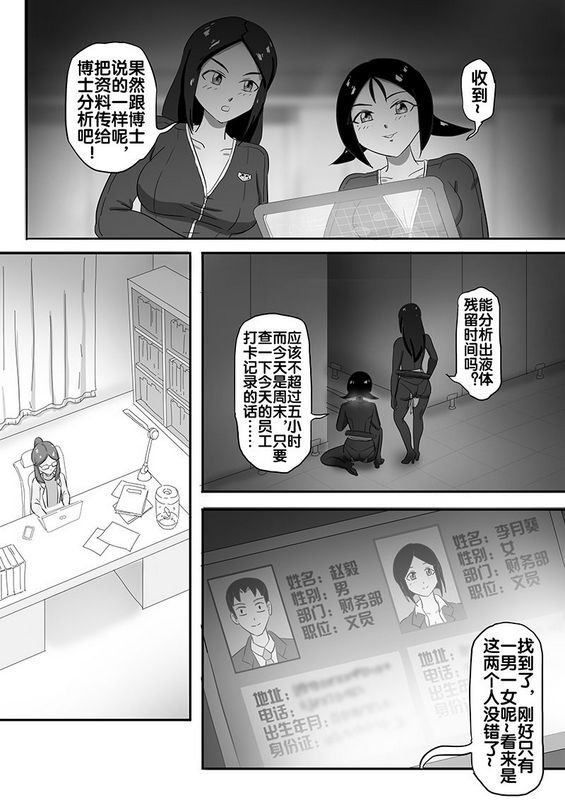 果然跟博士
说的一样呢，
把资料传给
博士分析吧！
收到~
能分析出液体
残留时间吗？
应该不超过五小时
而今天是周末，只要
查一下今天的员工
打卡记录的话……
姓名：赵毅
性别：男
部门：财务部
职位：文员
地址：
电话：
出生年月：
身份证：
姓名：李月葵
性别：女
部门：财务部
职位：文员
找到了，刚好只有
一男一女呢~看来是
这两个人没错了~